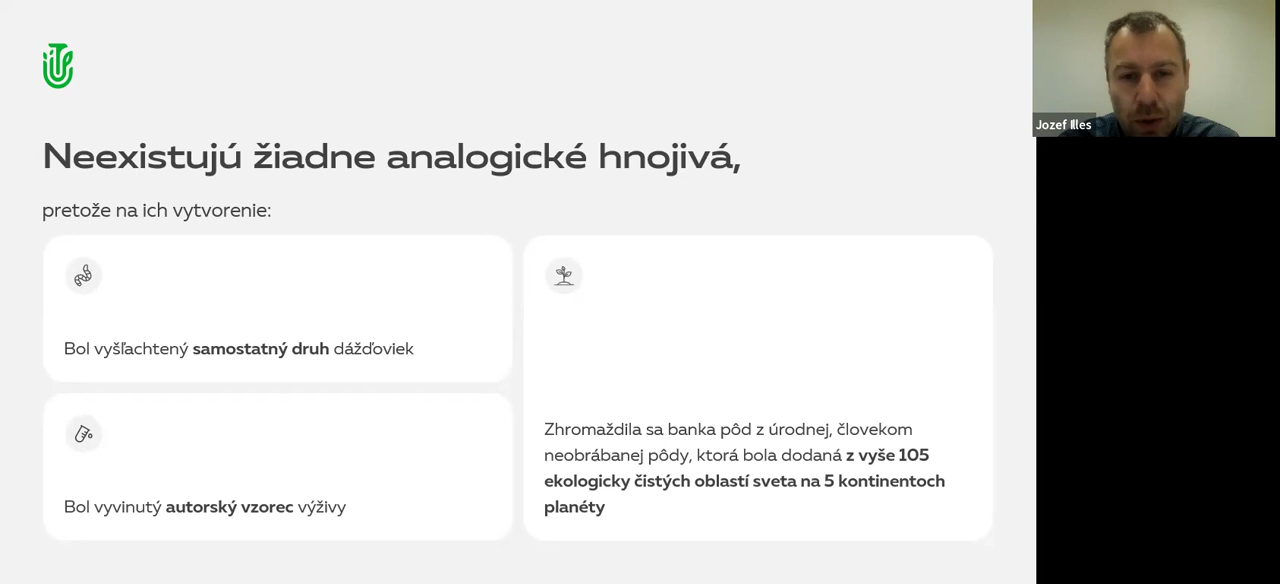 Neexistujú žiadne analogické hnojivá,
pretože na ich vytvorenie:
Bol vyšľachtený samostatný druh dážďoviek
Bol vyvinutý autorský vzorec výživy
Zhromaždila sa banka pôd z úrodnej, človekom
neobrábanej pôdy, ktorá bola dodaná z vyše 105
ekologicky čistých oblastí sveta na 5 kontinentoch
planéty
Jozef Illes